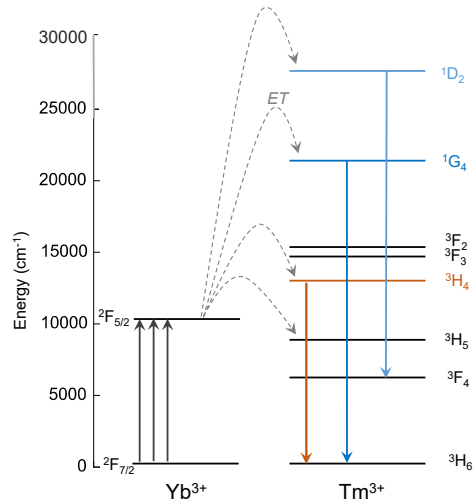 30000
25000
20000
15000
10000
5000
0
Energy (cm⁻¹)
²F₅/₂
²F₇/₂
Yb³⁺
ET
¹D₂
¹G₄
³F₂
³F₃
³H₄
³H₅
³F₄
³H₆
Tm³⁺